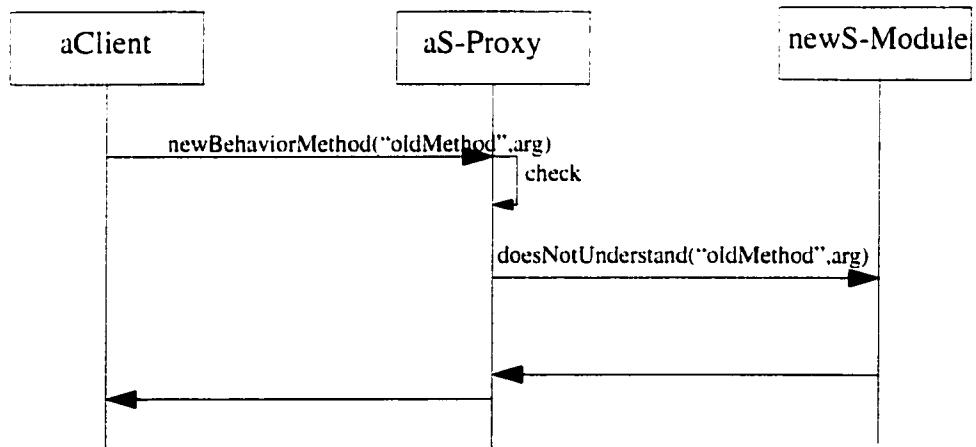 aClient
aS-Proxy
newS-Module
newBehaviorMethod(“oldMethod”,arg)
check
doesNotUnderstand(“oldMethod”,arg)